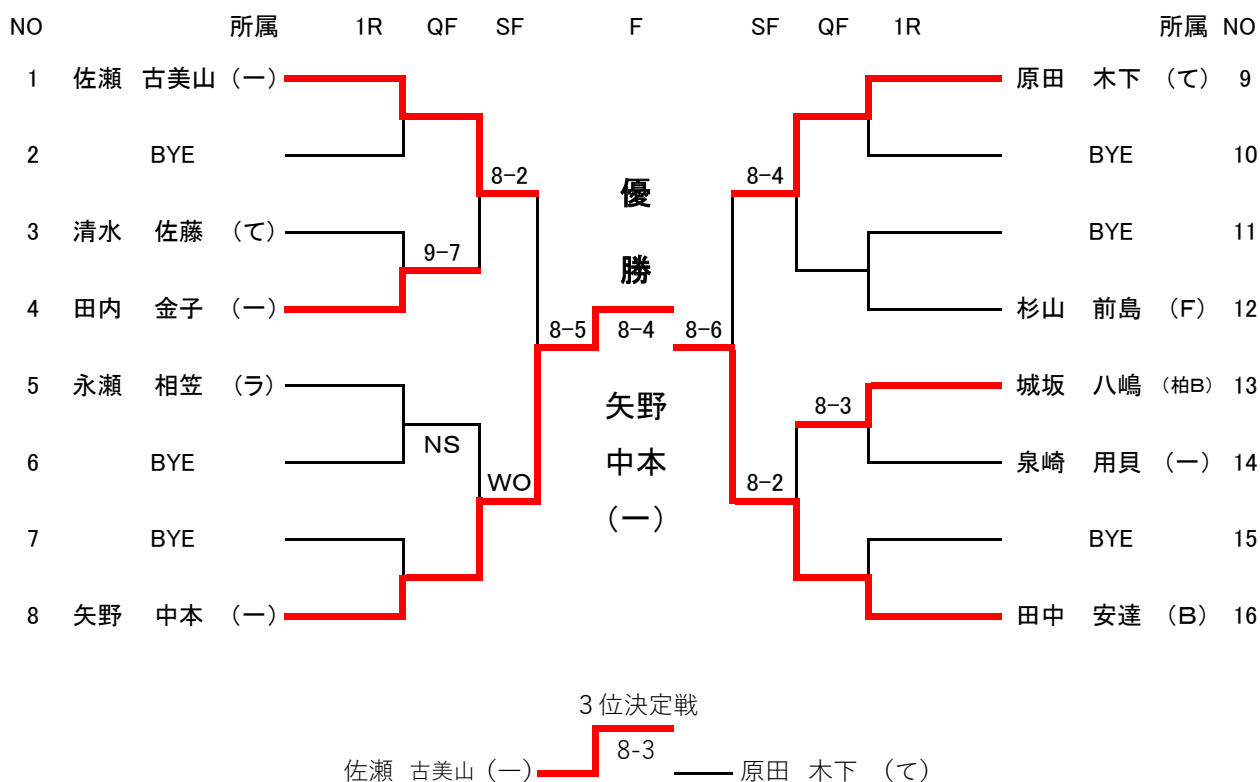 NO 所属 1R QF SF F SF QF 1R 所属 NO
1 佐瀬 古美山 (一) 原田 木下 (て) 9
2 BYE BYE 10
8-2 優 8-4
3 清水 佐藤 (て) BYE 11
9-7 勝
4 田内 金子 (一) 杉山 前島 (F) 12
8-5 8-4 8-6
5 永瀬 相笠 (ラ) 城坂 八嶋 (柏B) 13
矢野 8-3
NS
6 BYE 中本 泉崎 用貝 (一) 14
WO 8-2
(一)
7 BYE BYE 15
8 矢野 中本 (一) 田中 安達 (B) 16
3位決定戦
8-3
佐瀬 古美山 (一) 原田 木下 (て)